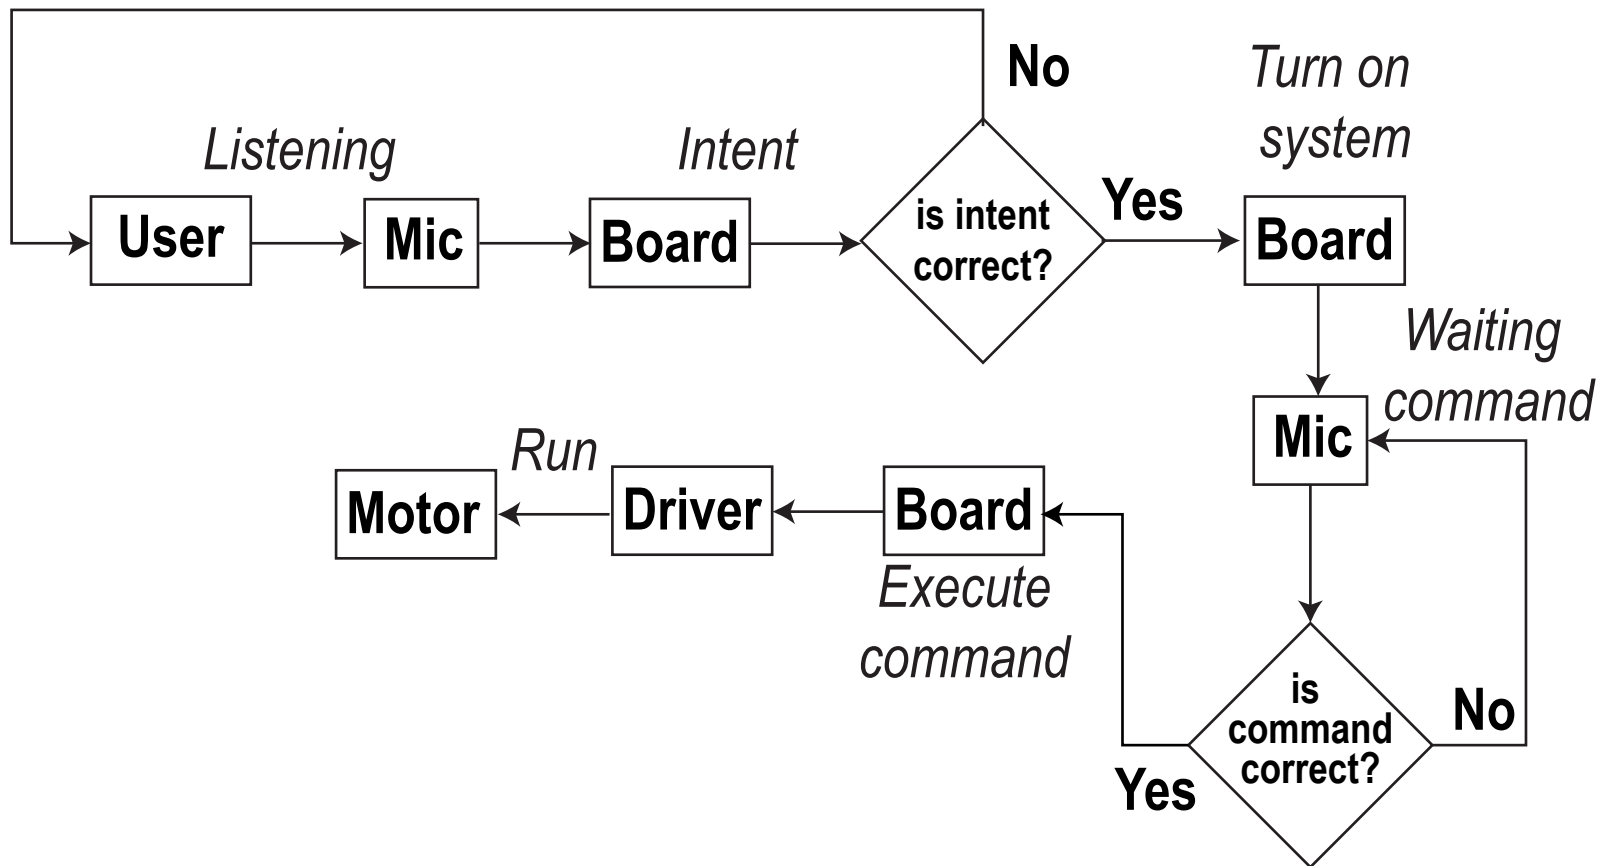 No
Turn on
system
Listening
Intent
User
Mic
Board
is intent
correct?
Yes
Board
Waiting
command
Mic
Run
Motor
Driver
Board
Execute
command
is
command
correct?
No
Yes